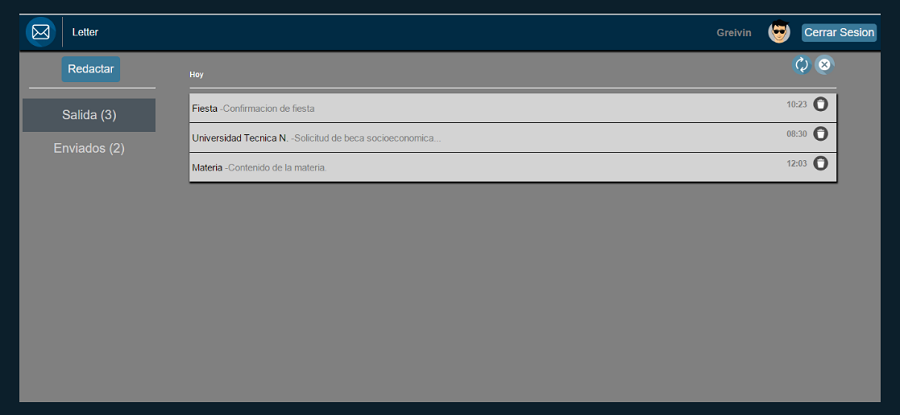 Letter
Greivin
Cerrar Sesion
Redactar
Hoy
Salida (3)
Enviados (2)
Fiesta -Confirmacion de fiesta
10:23
Universidad Tecnica N. -Solicitud de beca socioeconomica...
08:30
Materia -Contenido de la materia.
12:03